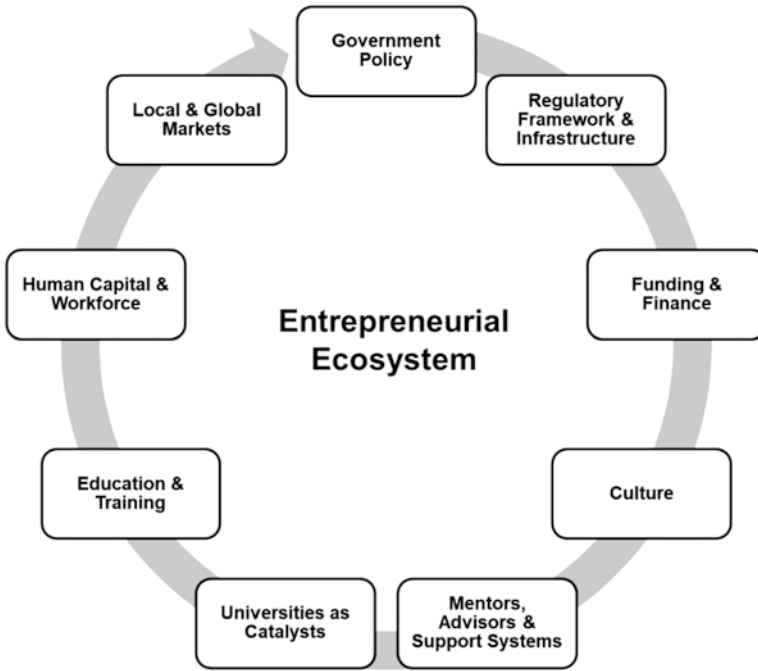 Government
Policy
Regulatory
Framework &
Infrastructure
Funding &
Finance
Culture
Mentors,
Advisors &
Support Systems
Universities as
Catalysts
Education &
Training
Human Capital &
Workforce
Local & Global
Markets
Entrepreneurial
Ecosystem